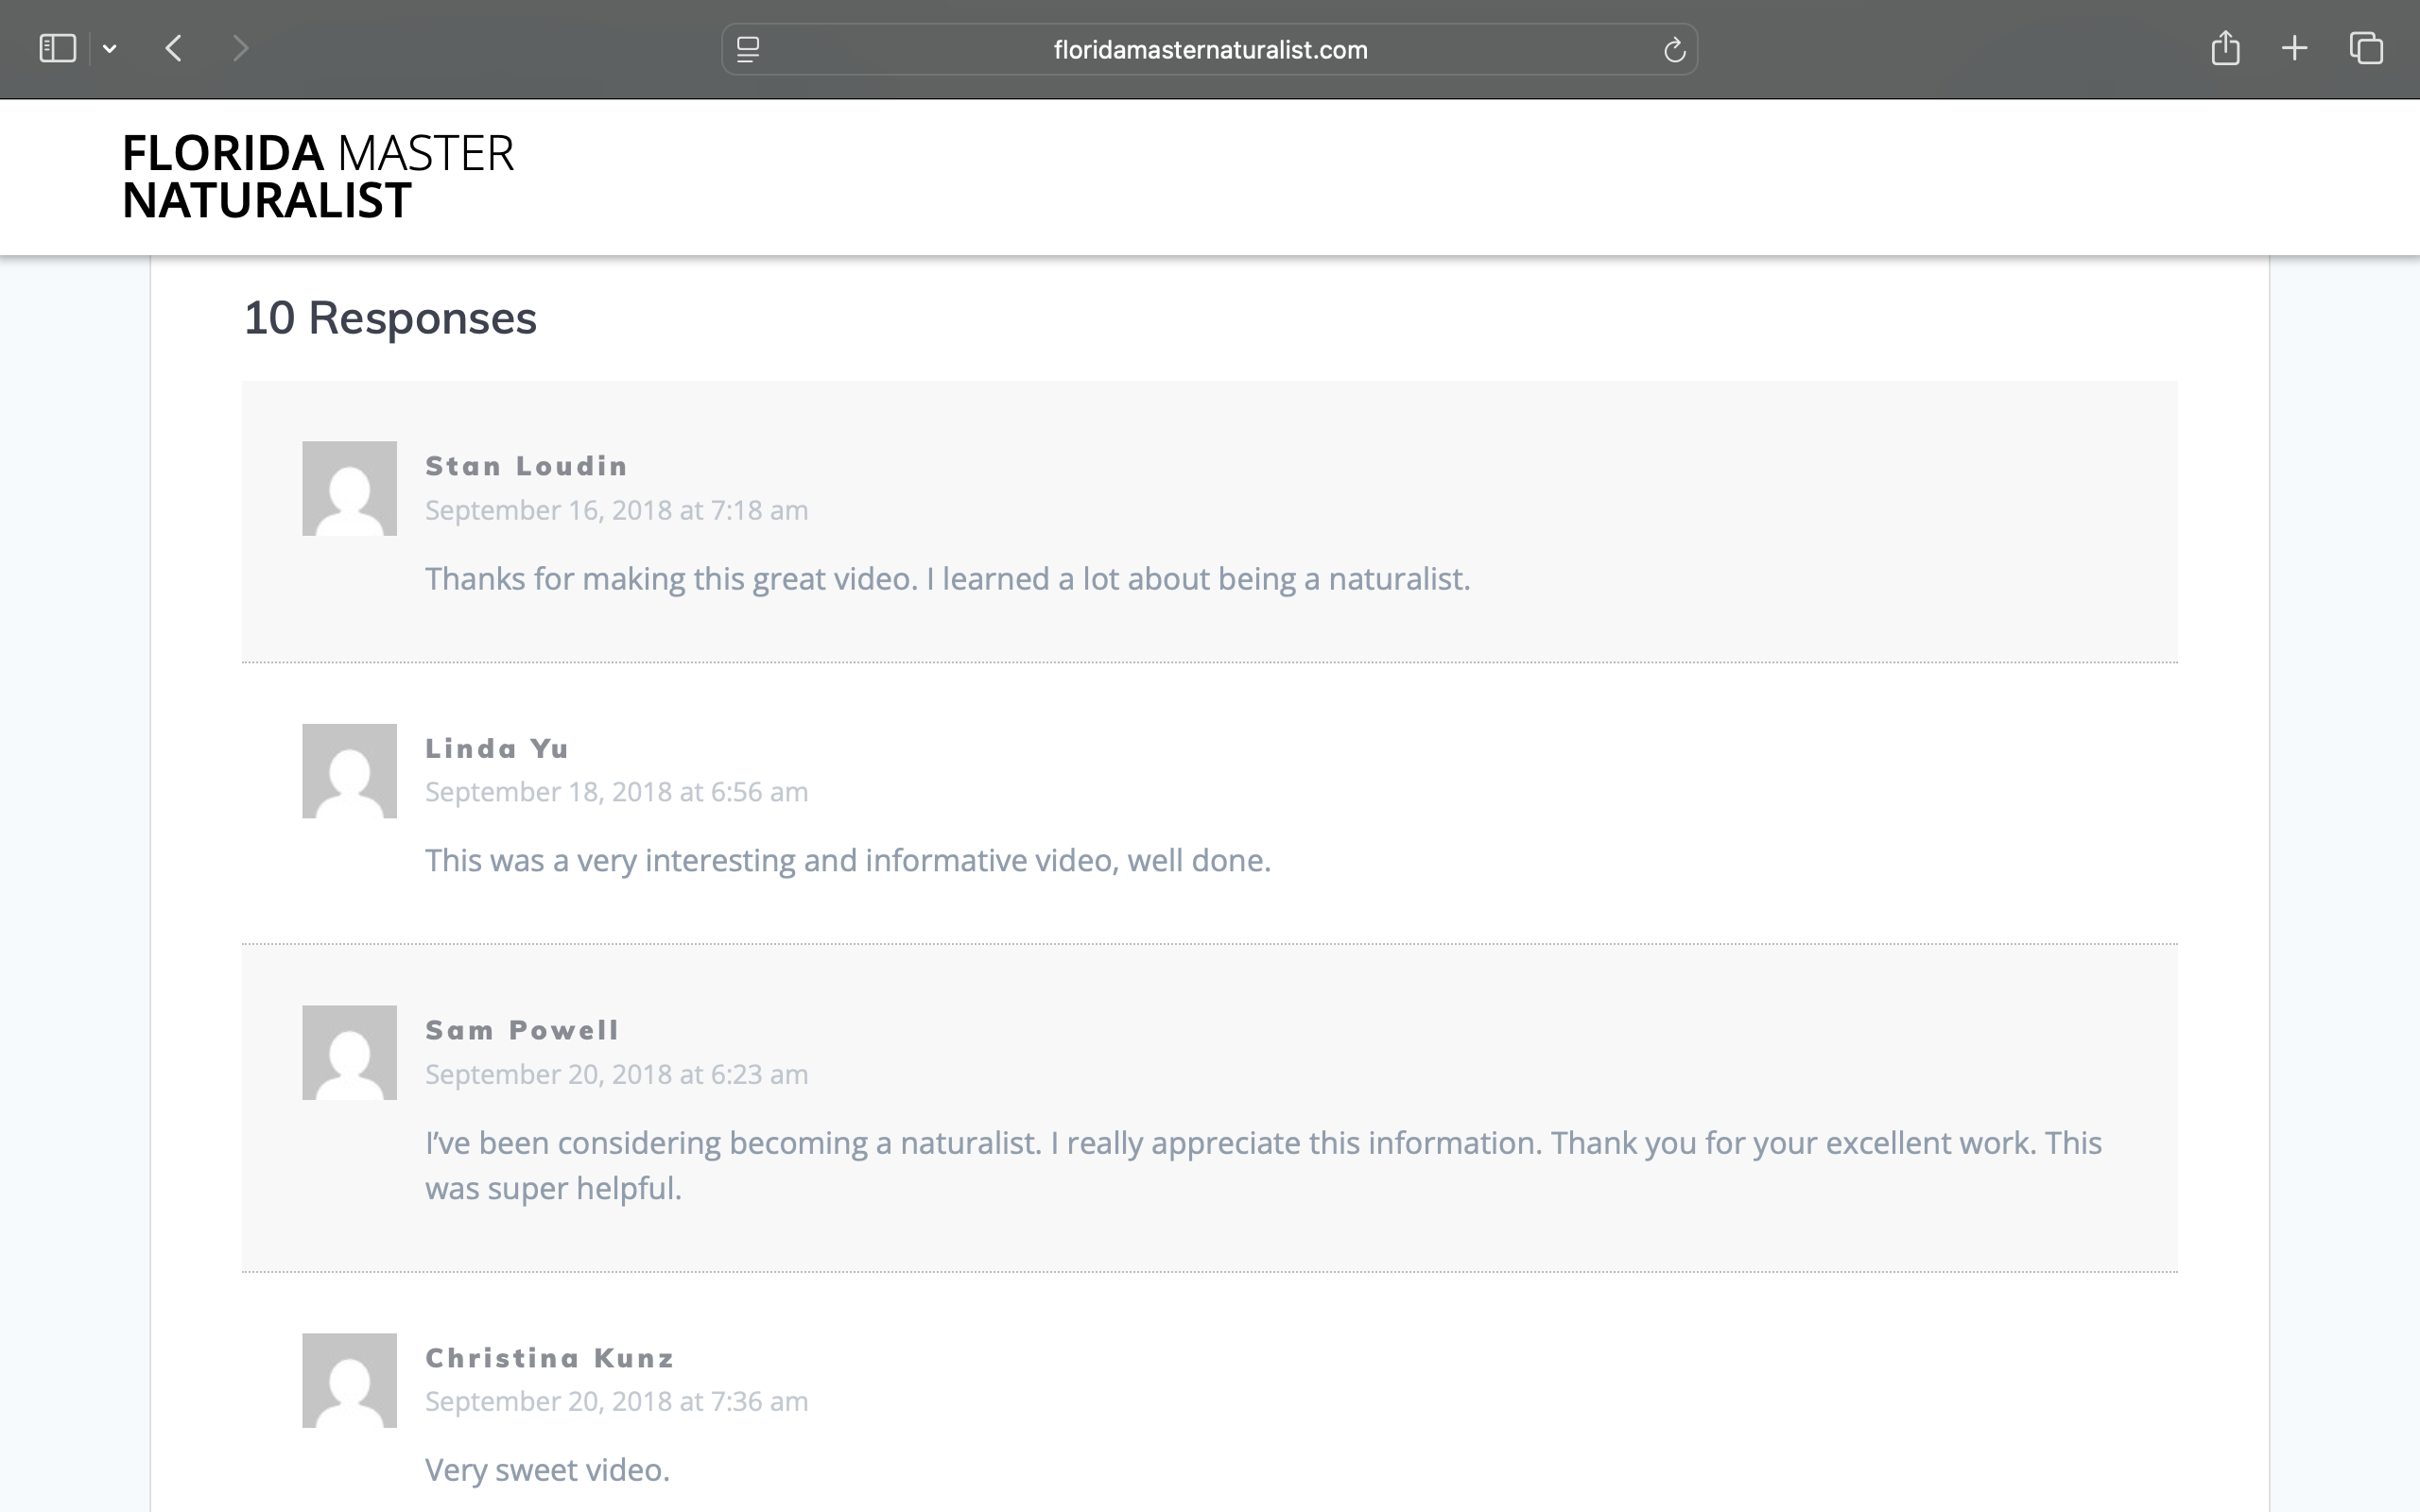 floridamasternaturalist.com
FLORIDA MASTER
NATURALIST
10 Responses
Stan Loudin
September 16, 2018 at 7:18 am
Thanks for making this great video. I learned a lot about being a naturalist.
Linda Yu
September 18, 2018 at 6:56 am
This was a very interesting and informative video, well done.
Sam Powell
September 20, 2018 at 6:23 am
I’ve been considering becoming a naturalist. I really appreciate this information. Thank you for your excellent work. This
was super helpful.
Christina Kunz
September 20, 2018 at 7:36 am
Very sweet video.